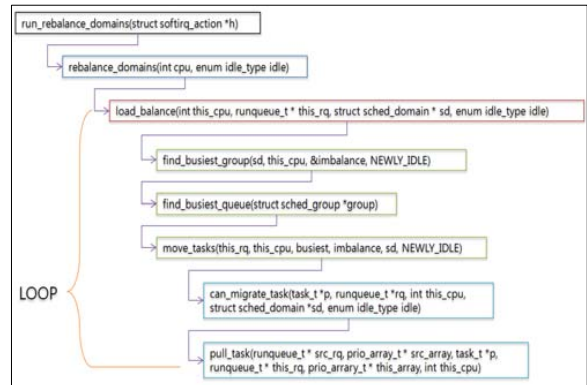 run_rebalance_domains(struct softirq_action *h)
rebalance_domains(int cpu, enum idle_type idle)
load_balance(int this_cpu, runqueue_t * this_rq, struct sched_domain * sd, enum idle_type idle)
find_busiest_group(sd, this_cpu, &imbalance, NEWLY_IDLE)
find_busiest_queue(struct sched_group *group)
move_tasks(this_rq, this_cpu, busiest, imbalance, sd, NEWLY_IDLE)
LOOP
can_migrate_task(task_t *p, runqueue_t *rq, int this_cpu,
struct sched_domain *sd, enum idle_type idle)
pull_task(runqueue_t * src_rq, prio_array_t * src_array, task_t *p,
runqueue_t * this_rq, prio_arrary_t * this_array, int this_cpu)